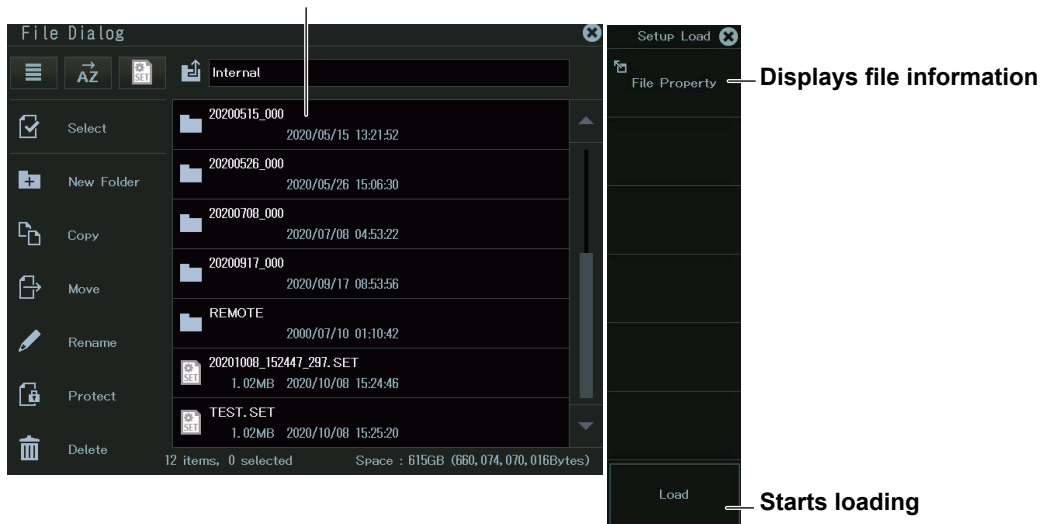 File Dialog
AZ
SET
Internal
Select
New Folder
Copy
Move
Rename
Protect
Delete
20200515_000
2020/05/15 13:21:52
20200526_000
2020/05/26 15:06:30
20200708_000
2020/07/08 04:53:22
20200917_000
2020/09/17 08:53:56
REMOTE
2000/07/10 01:10:42
SET
20201008_152447_297.SET
1.02MB 2020/10/08 15:24:46
SET
TEST.SET
1.02MB 2020/10/08 15:25:20
12 items, 0 selected
Space : 615GB (660,074,070,016Bytes)
Setup Load
File Property
Displays file information
Load
Starts loading